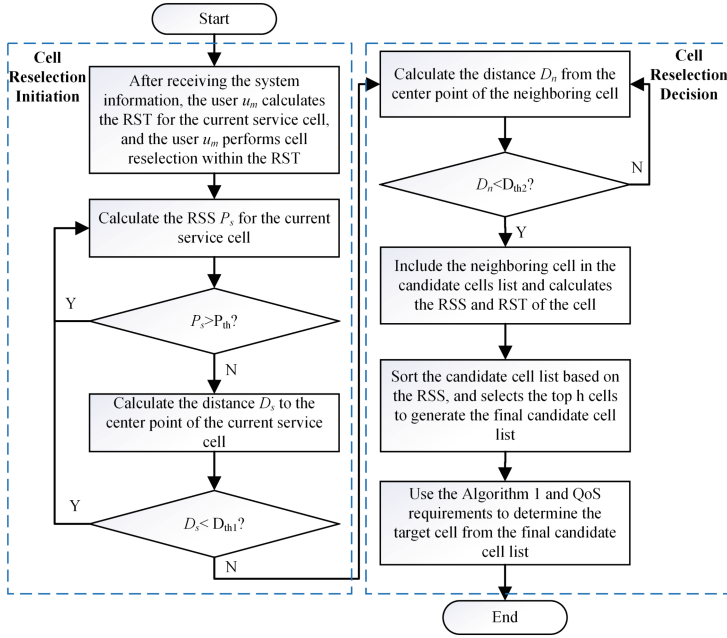 Start
Cell
Reselection
Initiation
After receiving the system
information, the user um calculates
the RST for the current service cell,
and the user um performs cell
reselection within the RST
Calculate the RSS Ps for the current
service cell
Y
Ps>Pth?
N
Calculate the distance Ds to the
center point of the current service
cell
Y
Ds< Dth1?
N
Cell
Reselection
Decision
Calculate the distance Dn from the
center point of the neighboring cell
N
Dn<Dth2?
Y
Include the neighboring cell in the
candidate cells list and calculates
the RSS and RST of the cell
Sort the candidate cell list based on
the RSS, and selects the top h cells
to generate the final candidate cell
list
Use the Algorithm 1 and QoS
requirements to determine the
target cell from the final candidate
cell list
End